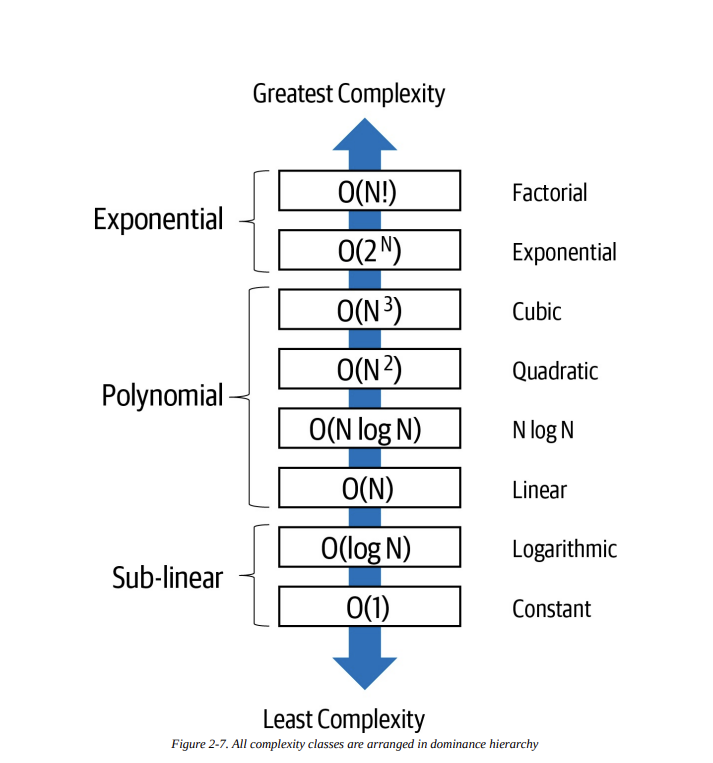 Greatest Complexity
Exponential
O(N!) Factorial
O(2^N) Exponential
Polynomial
O(N^3) Cubic
O(N^2) Quadratic
O(N log N) N log N
O(N) Linear
Sub-linear
O(log N) Logarithmic
O(1) Constant
Least Complexity
Figure 2-7. All complexity classes are arranged in dominance hierarchy